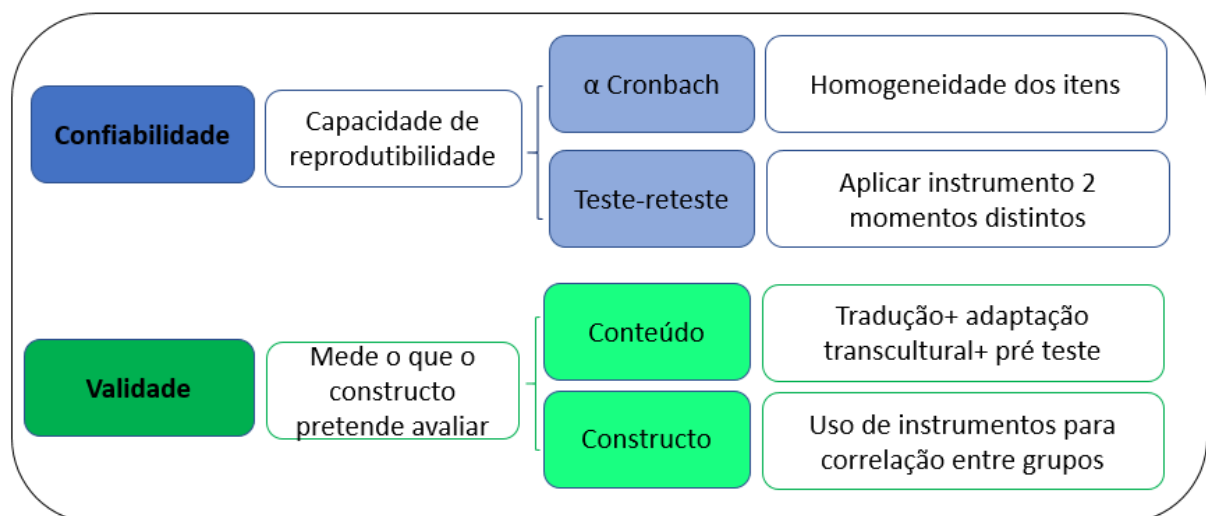 Confiabilidade
Capacidade de
reprodutibilidade
α Cronbach
Homogeneidade dos itens
Teste-reteste
Aplicar instrumento 2
momentos distintos
Validade
Mede o que o
constructo
pretende avaliar
Conteúdo
Tradução+ adaptação
transcultural+ pré teste
Constructo
Uso de instrumentos para
correlação entre grupos